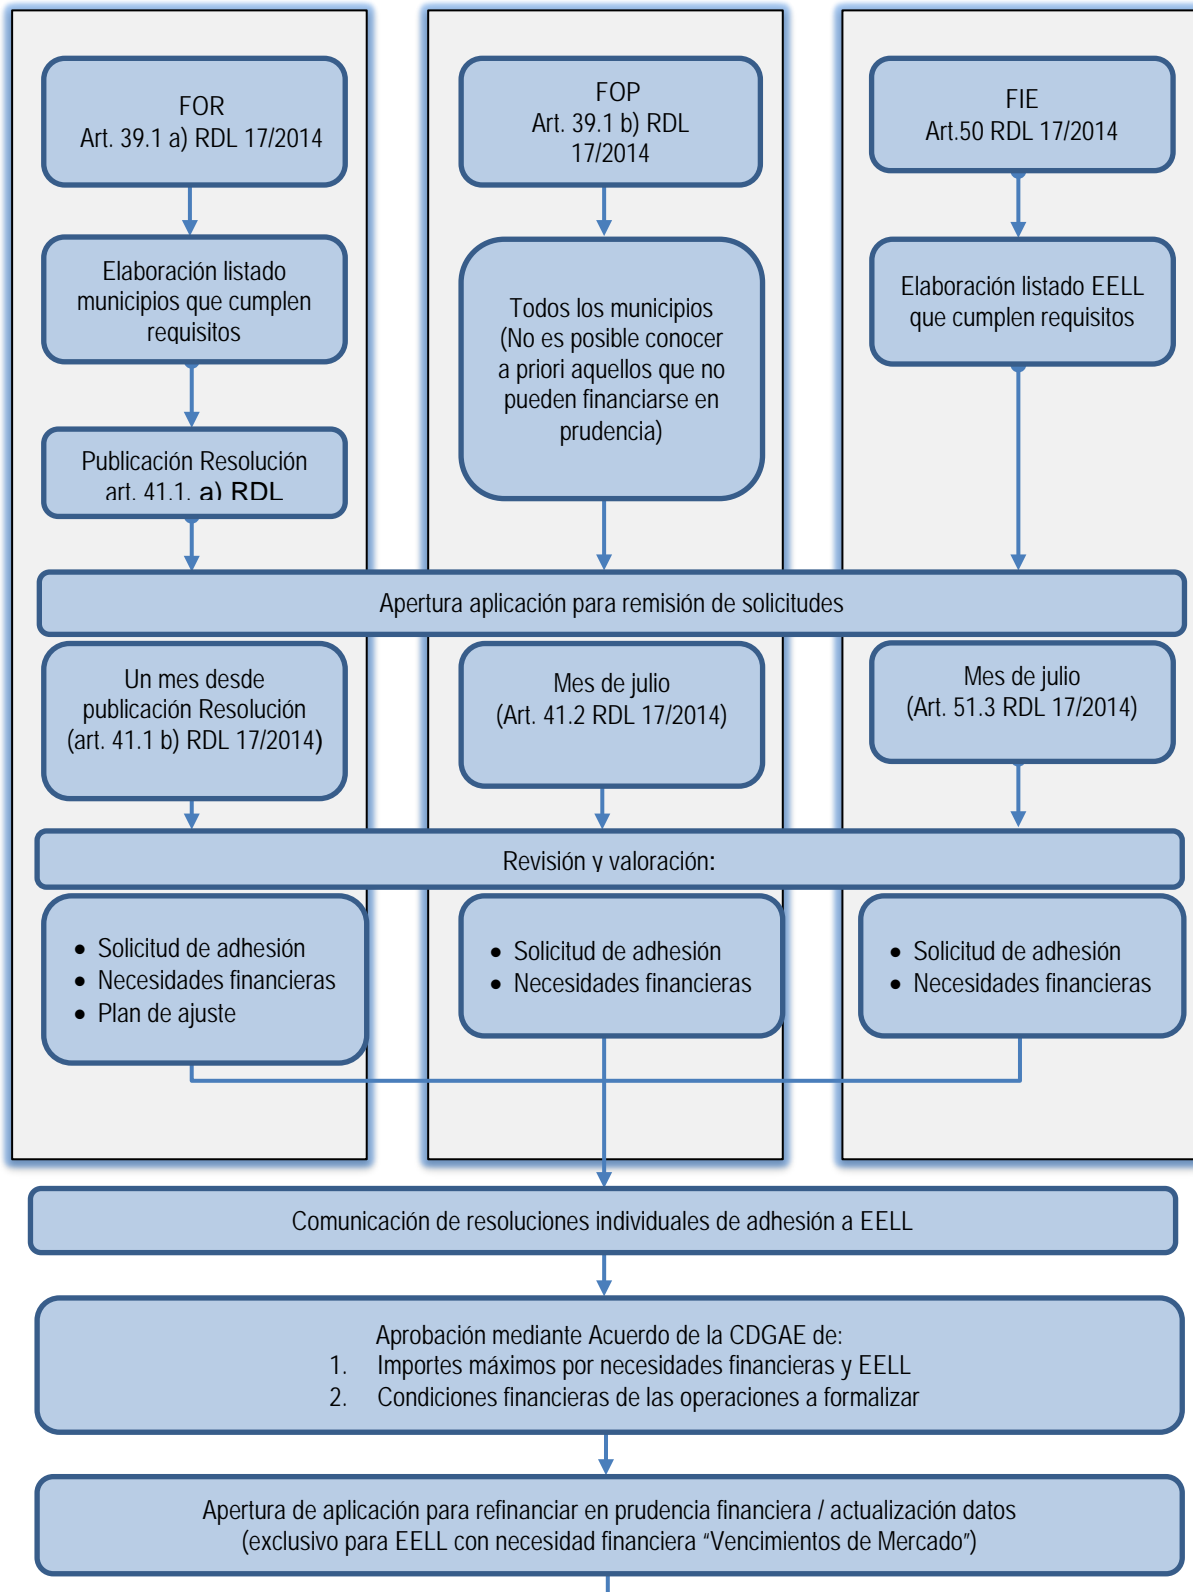 FOR
Art. 39.1 a) RDL 17/2014
FOP
Art. 39.1 b) RDL
17/2014
FIE
Art.50 RDL 17/2014
Elaboración listado
municipios que cumplen
requisitos
Todos los municipios
(No es posible conocer
a priori aquellos que no
pueden financiarse en
prudencia)
Elaboración listado EELL
que cumplen requisitos
Publicación Resolución
art. 41.1. a) RDL
Apertura aplicación para remisión de solicitudes
Un mes desde
publicación Resolución
(art. 41.1 b) RDL 17/2014)
Mes de julio
(Art. 41.2 RDL 17/2014)
Mes de julio
(Art. 51.3 RDL 17/2014)
Revisión y valoración:
• Solicitud de adhesión
• Necesidades financieras
• Plan de ajuste
• Solicitud de adhesión
• Necesidades financieras
• Solicitud de adhesión
• Necesidades financieras
Comunicación de resoluciones individuales de adhesión a EELL
Aprobación mediante Acuerdo de la CDGAE de:
1. Importes máximos por necesidades financieras y EELL
2. Condiciones financieras de las operaciones a formalizar
Apertura de aplicación para refinanciar en prudencia financiera / actualización datos
(exclusivo para EELL con necesidad financiera “Vencimientos de Mercado”)